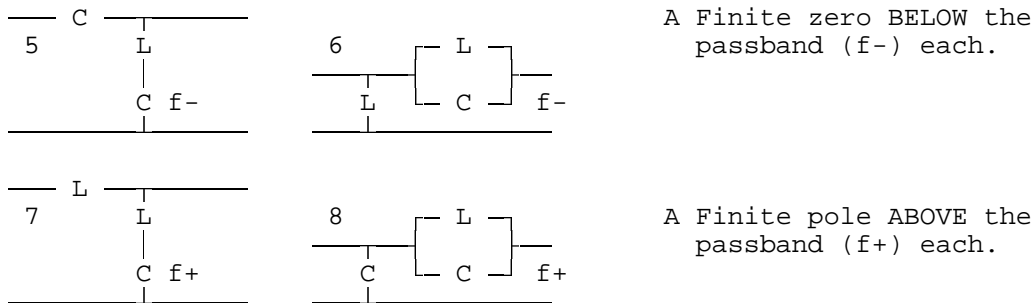 C A Finite zero BELOW the
5 L 6 L passband (f-) each.
C f- L C f-
L
7 L 8 L A Finite pole ABOVE the
C f+ C C f+ passband (f+) each.